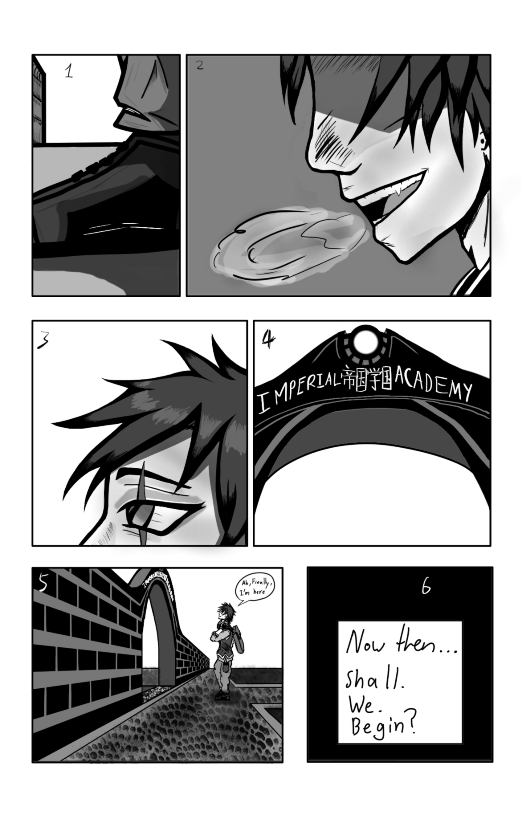 1
2
3
4
IMPERIAL帝国学園ACADEMY
5
Ah, Finally,
I'm here
6
Now then...
shall.
We.
Begin?